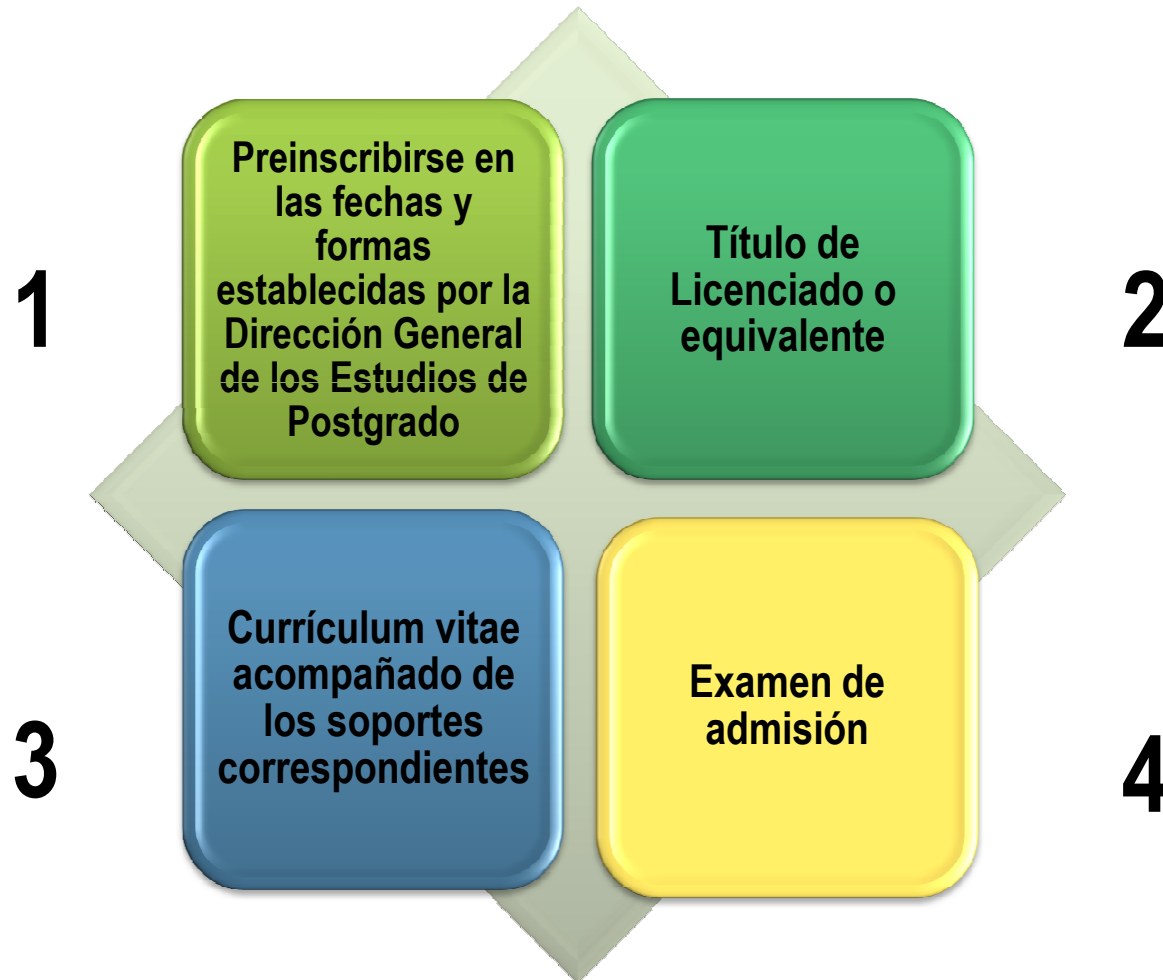 1
Preinscribirse en
las fechas y
formas
establecidas por la
Dirección General
de los Estudios de
Postgrado
2
Título de
Licenciado o
equivalente
3
Currículum vitae
acompañado de
los soportes
correspondientes
4
Examen de
admisión